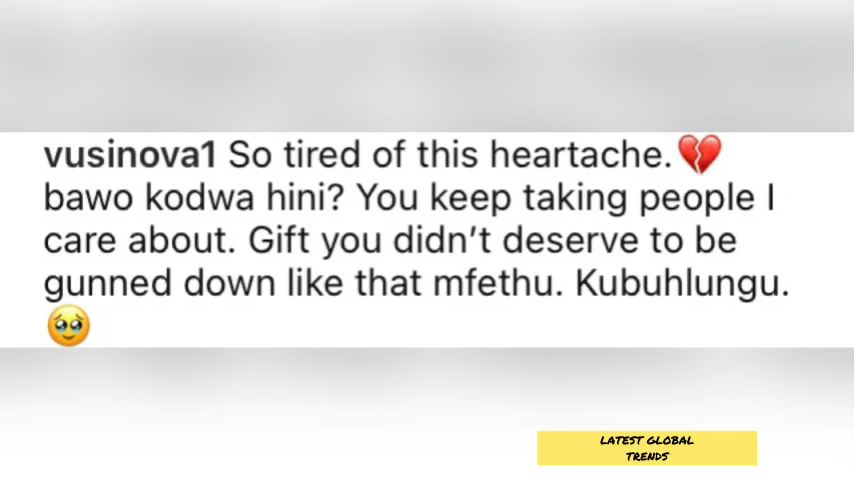 vusinova1 So tired of this heartache.💔
bawo kodwa hini? You keep taking people I
care about. Gift you didn't deserve to be
gunned down like that mfethu. Kubuhlungu.
🥹
LATEST GLOBAL
TRENDS